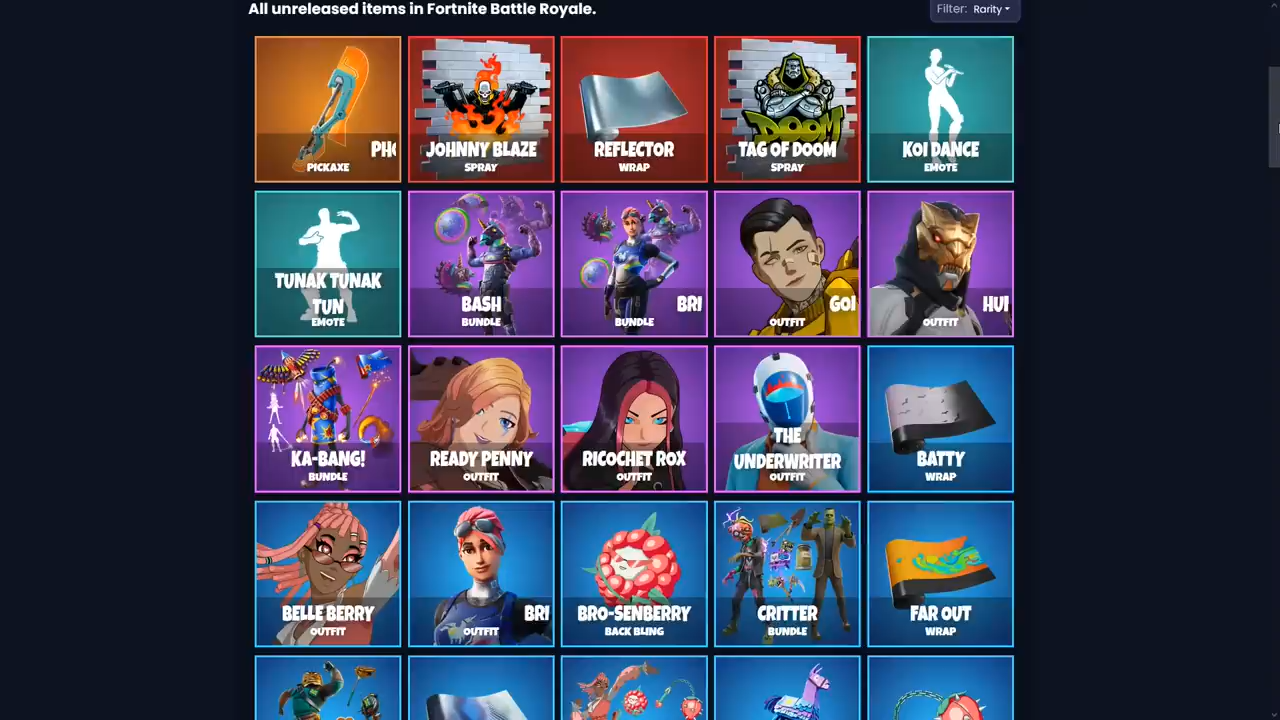 All unreleased items in Fortnite Battle Royale.
Filter: Rarity
PHO
PICKAXE
JOHNNY BLAZE
SPRAY
REFLECTOR
WRAP
DOOM
TAG OF DOOM
SPRAY
KOI DANCE
EMOTE
TUNAK TUNAK
TUN
EMOTE
BASH
BUNDLE
BRI
BUNDLE
GOI
OUTFIT
HUI
OUTFIT
KA-BANG!
BUNDLE
READY PENNY
OUTFIT
RICOCHET ROX
OUTFIT
THE
UNDERWRITER
OUTFIT
BATTY
WRAP
BELLE BERRY
OUTFIT
BRI
OUTFIT
BRO-SENBERRY
BACK BLING
CRITTER
BUNDLE
FAR OUT
WRAP